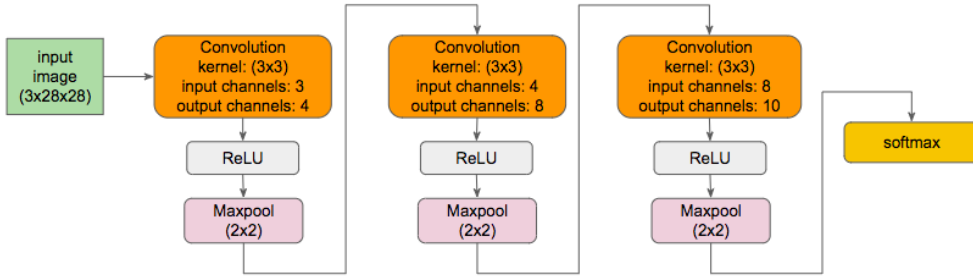 input
image
(3x28x28)
Convolution
kernel: (3x3)
input channels: 3
output channels: 4
ReLU
Maxpool
(2x2)
Convolution
kernel: (3x3)
input channels: 4
output channels: 8
ReLU
Maxpool
(2x2)
Convolution
kernel: (3x3)
input channels: 8
output channels: 10
ReLU
Maxpool
(2x2)
softmax